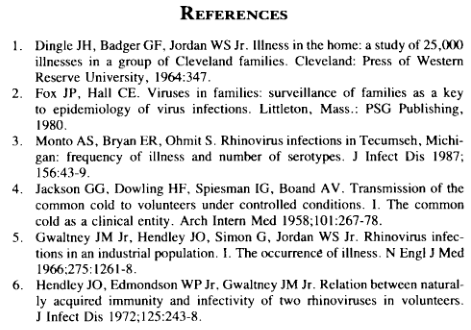 REFERENCES
1. Dingle JH, Badger GF, Jordan WS Jr. Illness in the home: a study of 25,000
illnesses in a group of Cleveland families. Cleveland: Press of Western
Reserve University, 1964:347.
2. Fox JP, Hall CE. Viruses in families: surveillance of families as a key
to epidemiology of virus infections. Littleton, Mass.: PSG Publishing,
1980.
3. Monto AS, Bryan ER, Ohmit S. Rhinovirus infections in Tecumseh, Michi-
gan: frequency of illness and number of serotypes. J Infect Dis 1987;
156:43-9.
4. Jackson GG, Dowling HF, Spiesman IG, Boand AV. Transmission of the
common cold to volunteers under controlled conditions. I. The common
cold as a clinical entity. Arch Intern Med 1958;101:267-78.
5. Gwaltney JM Jr, Hendley JO, Simon G, Jordan WS Jr. Rhinovirus infec-
tions in an industrial population. I. The occurrence of illness. N Engl J Med
1966;275:1261-8.
6. Hendley JO, Edmondson WP Jr, Gwaltney JM Jr. Relation between natural-
ly acquired immunity and infectivity of two rhinoviruses in volunteers.
J Infect Dis 1972;125:243-8.